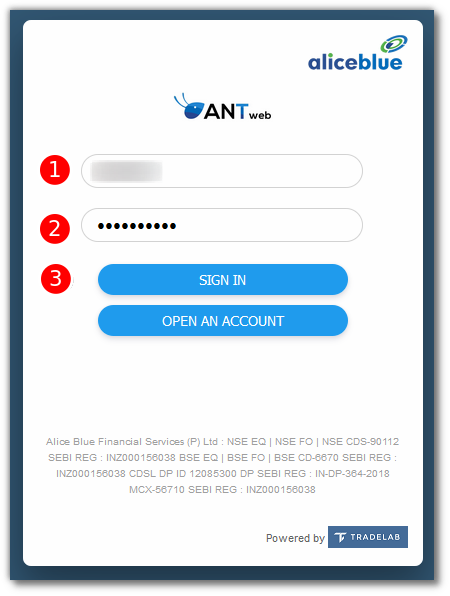 aliceblue
ANT web
1
2
••••••••••
3
SIGN IN
OPEN AN ACCOUNT
Alice Blue Financial Services (P) Ltd : NSE EQ | NSE FO | NSE CDS-90112
SEBI REG : INZ000156038 BSE EQ | BSE FO | BSE CD-6670 SEBI REG :
INZ000156038 CDSL DP ID 12085300 DP SEBI REG : IN-DP-364-2018
MCX-56710 SEBI REG : INZ000156038
Powered by TRADELAB